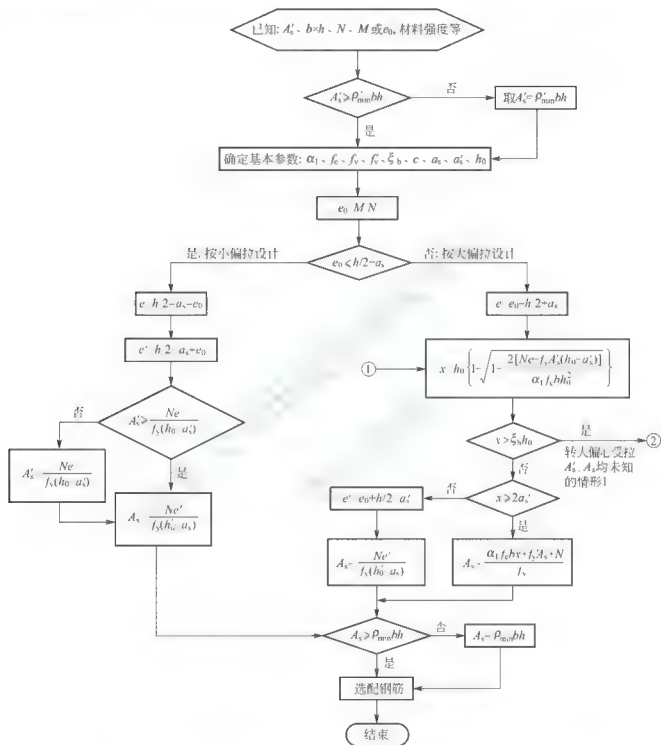 已知: A's、b×h、N、M 或e0, 材料强度等
A's≥ρ'minbh
否
取A's=ρ'minbh
是
确定基本参数: α1、fc、fy、f'y、ξb、c、as、a's、h0
e0 M N
是: 按小偏拉设计
e0≤h/2-as
否: 按大偏拉设计
e h 2-as-e0
e e0-h 2+as
e' h 2 as+e0
①
x h0{1-√1-2[Ne-fyA's(h0-a's)]/α1fcbh0²}
否
A's≥Ne/fy(h0-a's)
x>ξbh0
是
②
转大偏心受拉
A's、As均未知
的情形1
A's Ne/fy(h0-a's)
是
否
e' e0+h/2 a's
否
x≥2a's
As Ne'/fy(h'0-as)
是
As=Ne'/fy(h'0-as)
As=α1fcbx+f'yA's+N/fy
As≥ρminbh
否
As=ρminbh
是
选配钢筋
结束